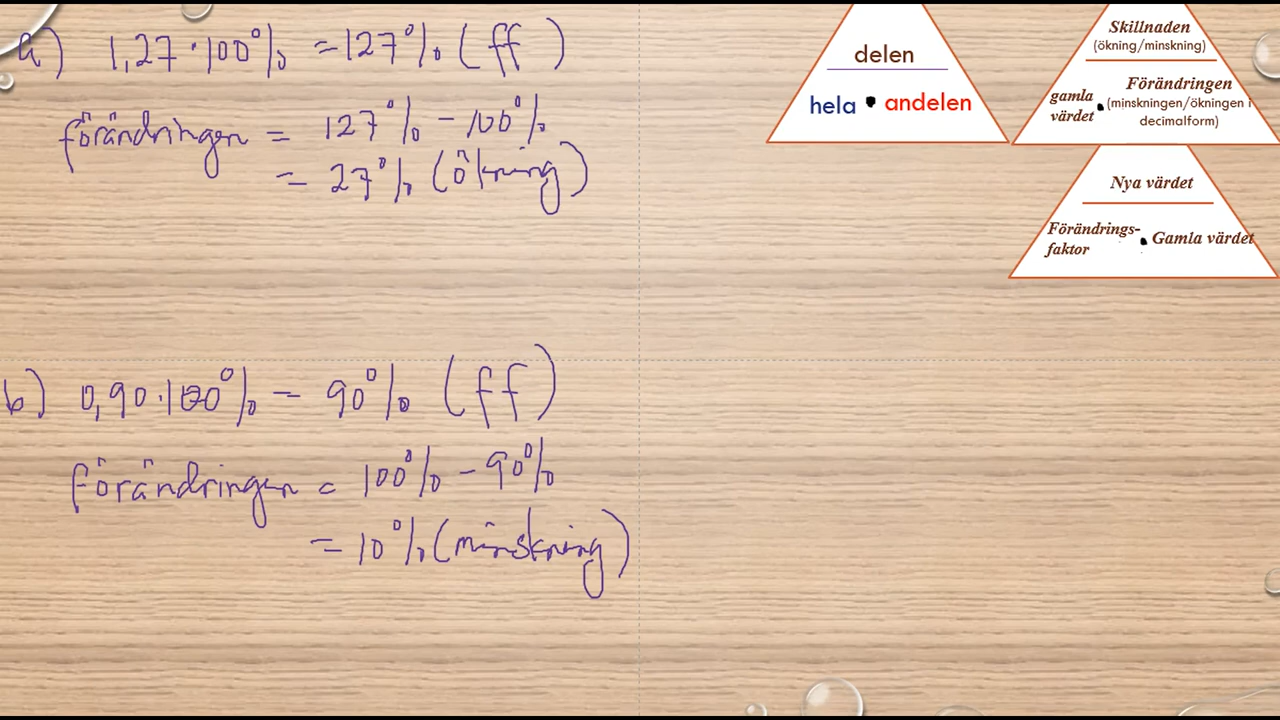 a) 1,27 · 100% = 127% (ff)
förändringen = 127% - 100%
= 27% (ökning)
b) 0,90 · 100% = 90% (ff)
förändringen = 100% - 90%
= 10% (minskning)
delen
hela • andelen
Skillnaden
(ökning/minskning)
Förändringen
gamla värdet • (minskningen/ökningen i
decimalform)
Nya värdet
Förändrings-
faktor • Gamla värdet